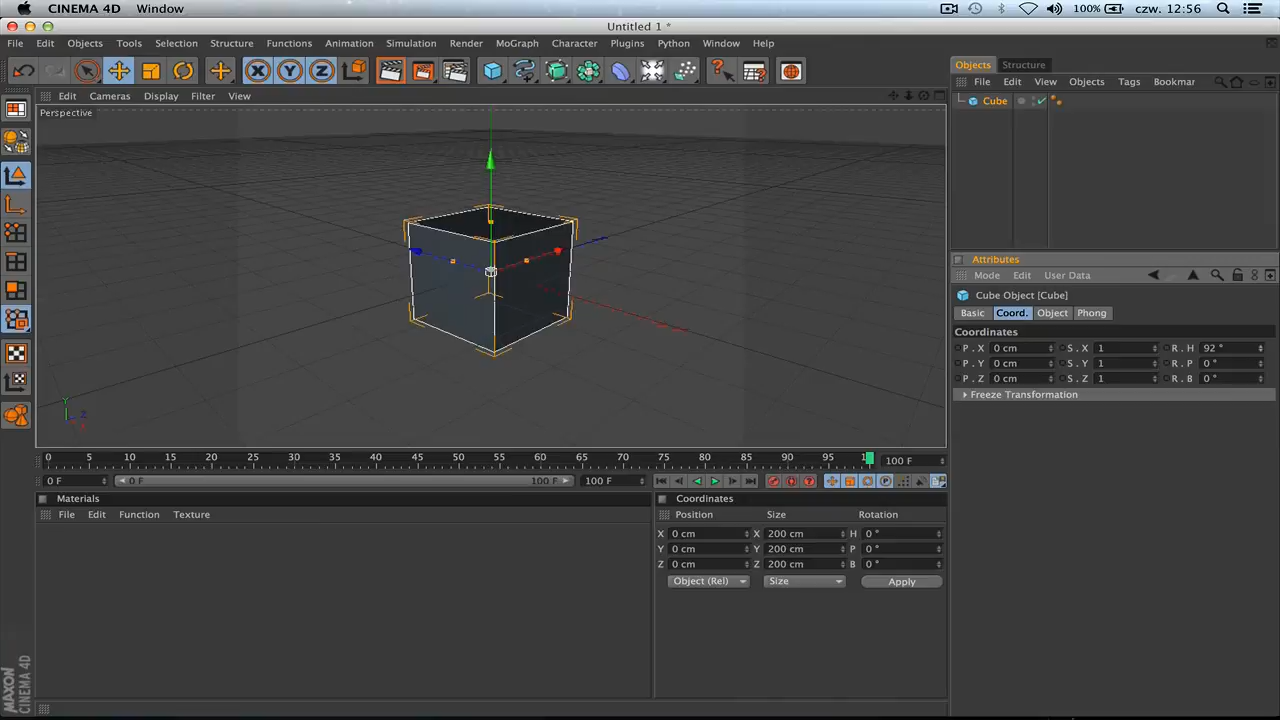 CINEMA 4D Window 100% czw. 12:56
Untitled 1 *
File Edit Objects Tools Selection Structure Functions Animation Simulation Render MoGraph Character Plugins Python Window Help
X Y Z
Objects Structure
File Edit View Objects Tags Bookmar
Cube
Edit Cameras Display Filter View
Perspective
Y
Z
Attributes
Mode Edit User Data
Cube Object [Cube]
Basic Coord. Object Phong
Coordinates
P . X 0 cm S . X 1 R . H 92 °
P . Y 0 cm S . Y 1 R . P 0 °
P . Z 0 cm S . Z 1 R . B 0 °
Freeze Transformation
0 5 10 15 20 25 30 35 40 45 50 55 60 65 70 75 80 85 90 95 100 F
0 F 0 F 100 F 100 F
Materials
File Edit Function Texture
Coordinates
Position Size Rotation
X 0 cm X 200 cm H 0 °
Y 0 cm Y 200 cm P 0 °
Z 0 cm Z 200 cm B 0 °
Object (Rel) Size Apply
MAXON
CINEMA 4D